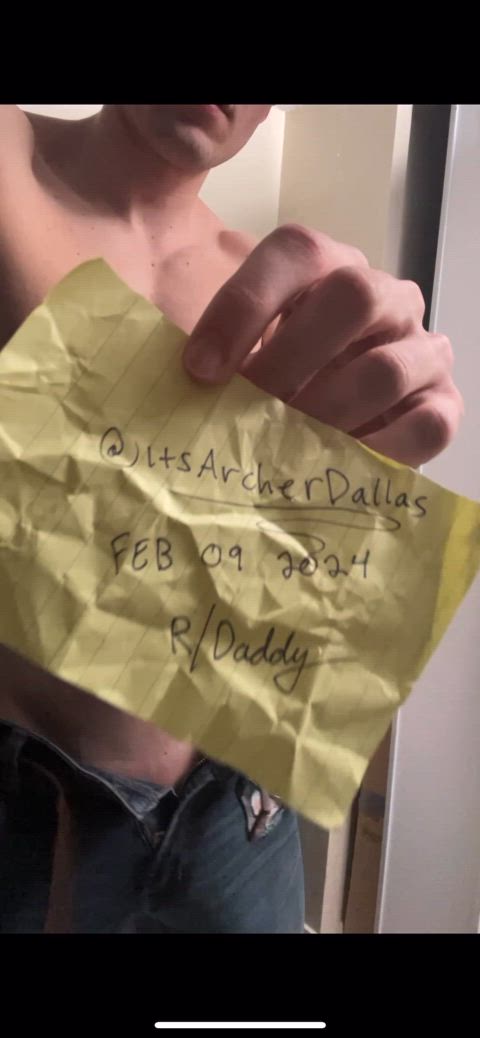 @ItsArcherDallas
FEB 09 2024
R/Daddy